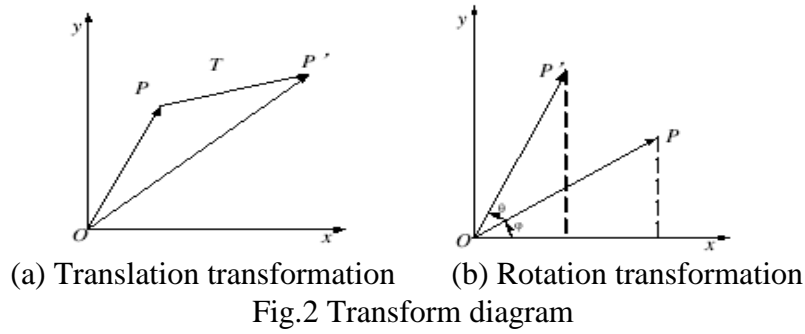 y
P
T
P'
O
x
y
P'
P
θ
φ
O
x
(a) Translation transformation (b) Rotation transformation
Fig.2 Transform diagram